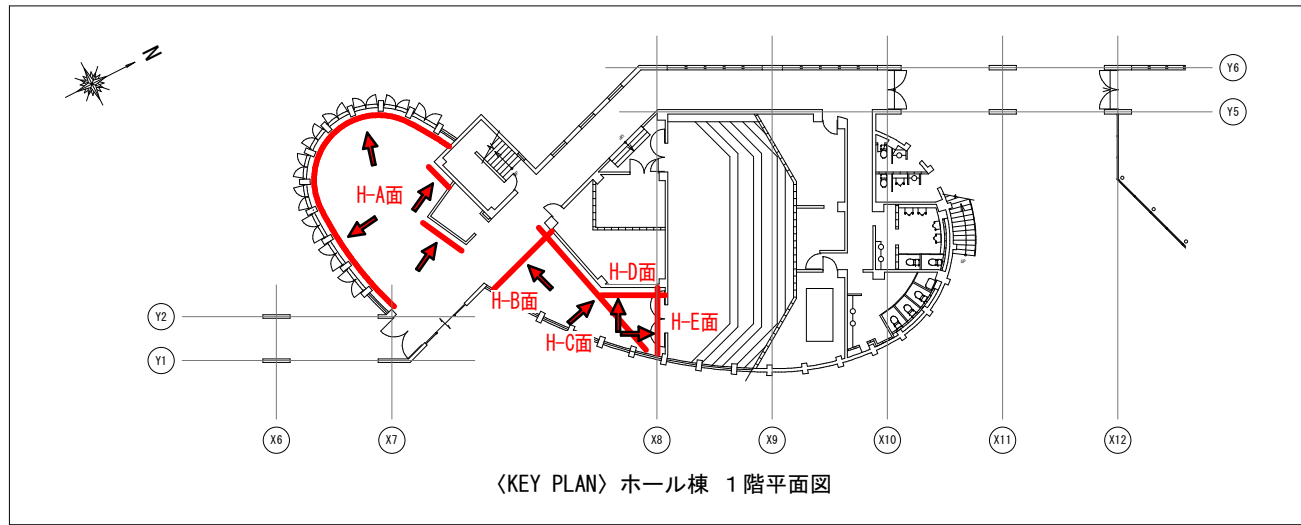 N
Y6
Y5
H-A面
H-D面
H-B面
H-E面
Y2
H-C面
Y1
X6
X7
X8
X9
X10
X11
X12
〈KEY PLAN〉ホール棟 1階平面図